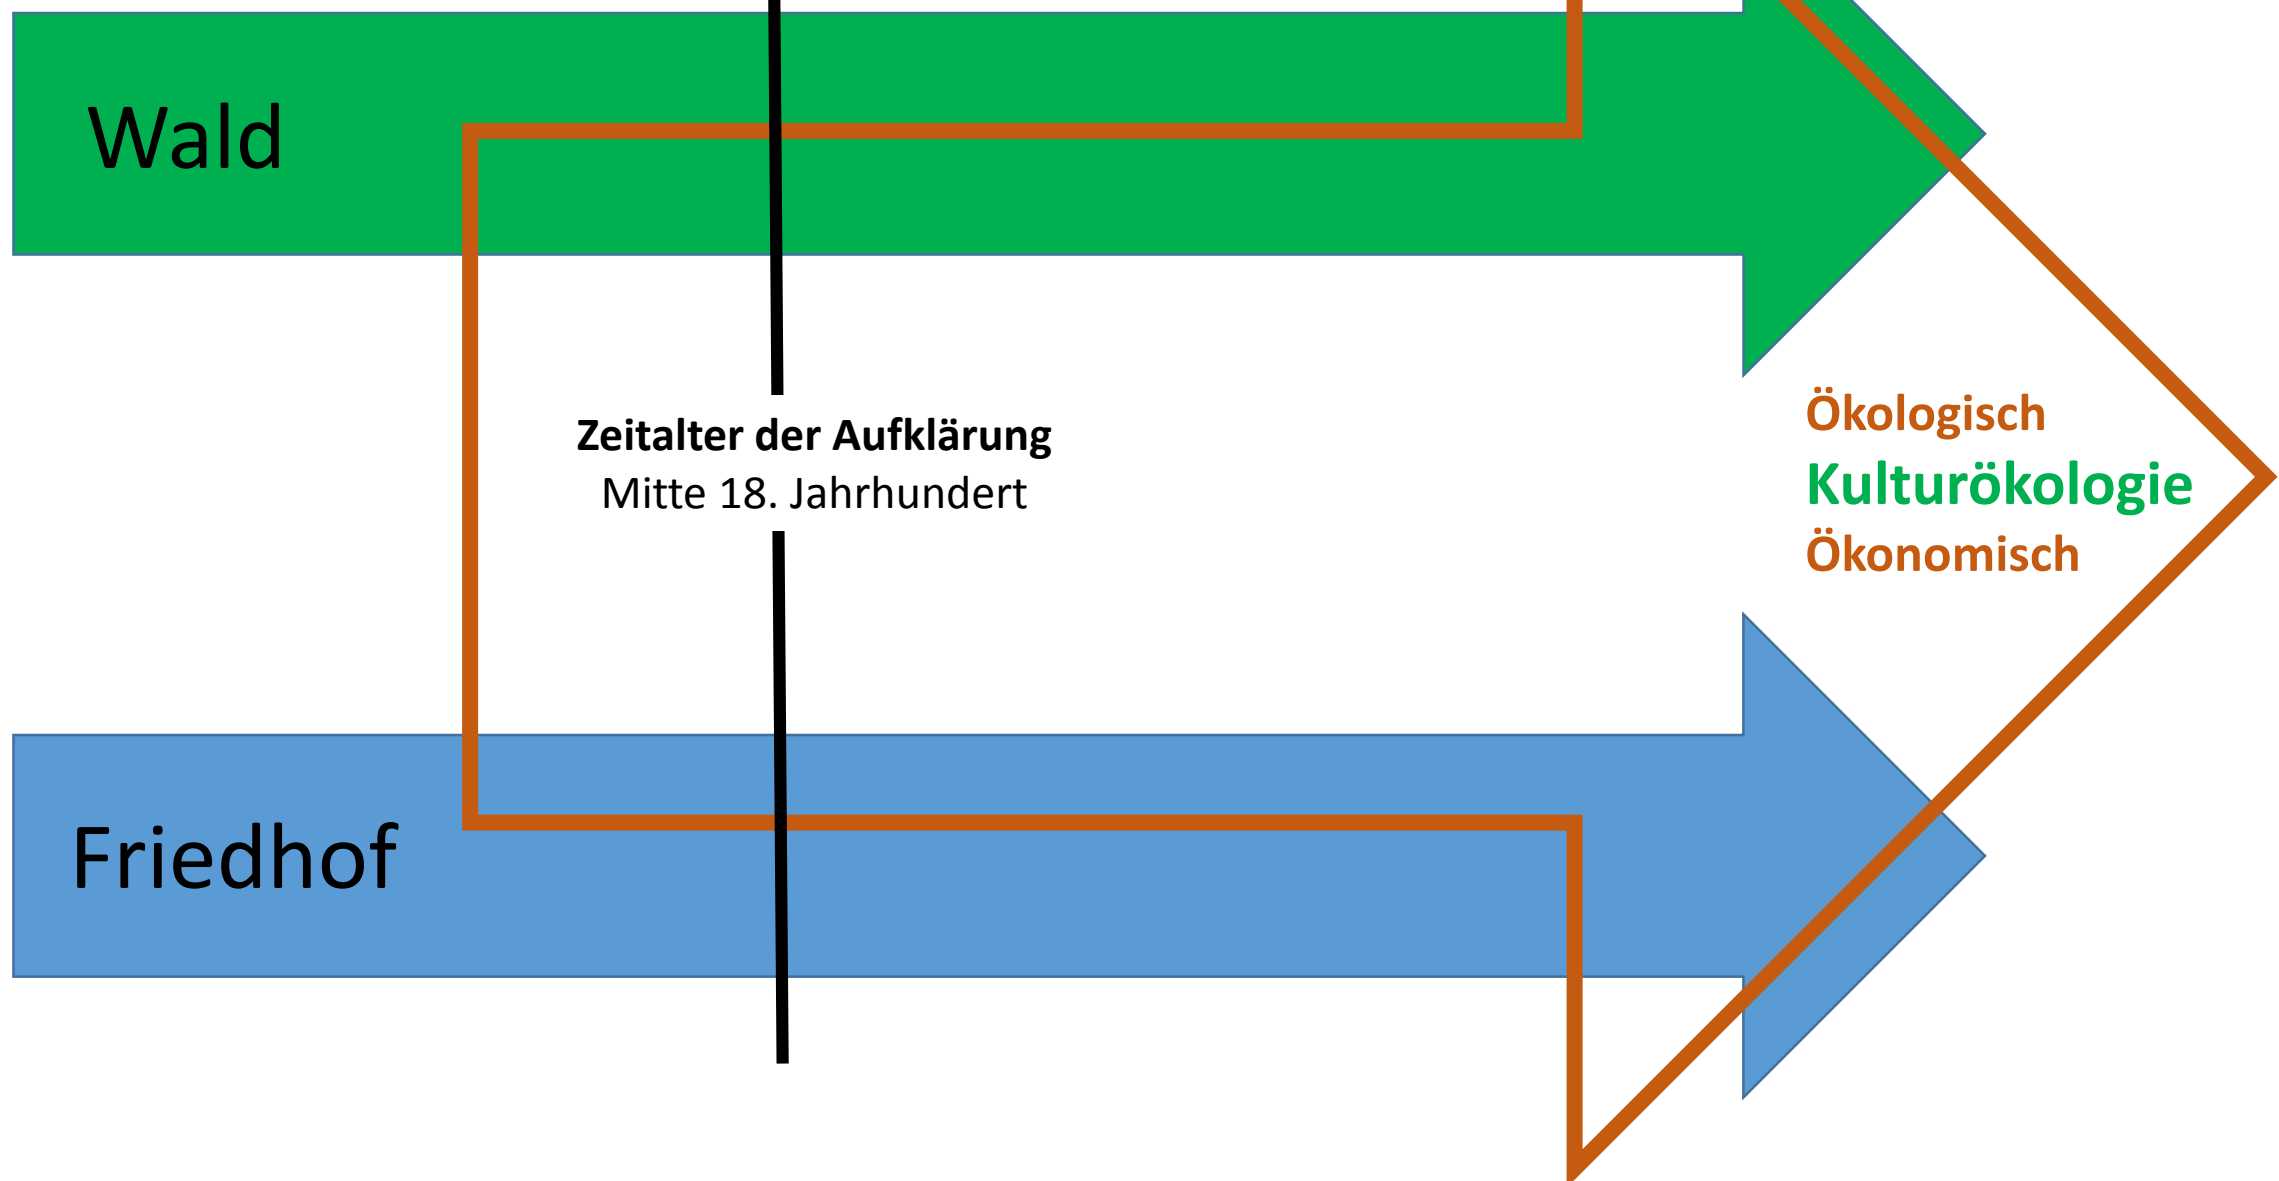 Wald
Zeitalter der Aufklärung
Mitte 18. Jahrhundert
Ökologisch
Kulturökologie
Ökonomisch
Friedhof